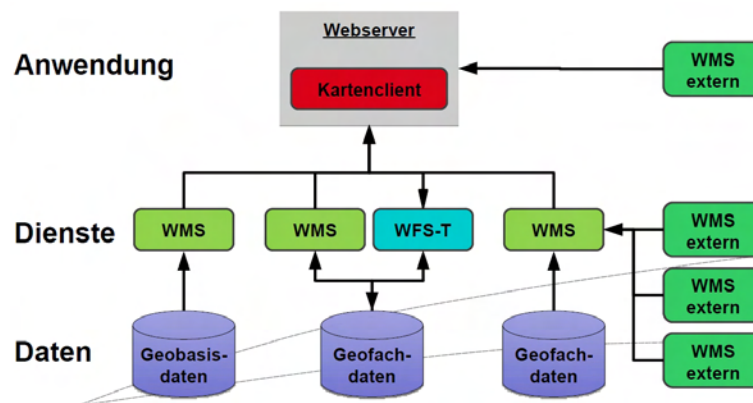 Webserver
Anwendung
Kartenclient
WMS
extern
Dienste
WMS
WMS
WFS-T
WMS
WMS
extern
WMS
extern
Daten
Geobasis-
daten
Geofach-
daten
Geofach-
daten
WMS
extern